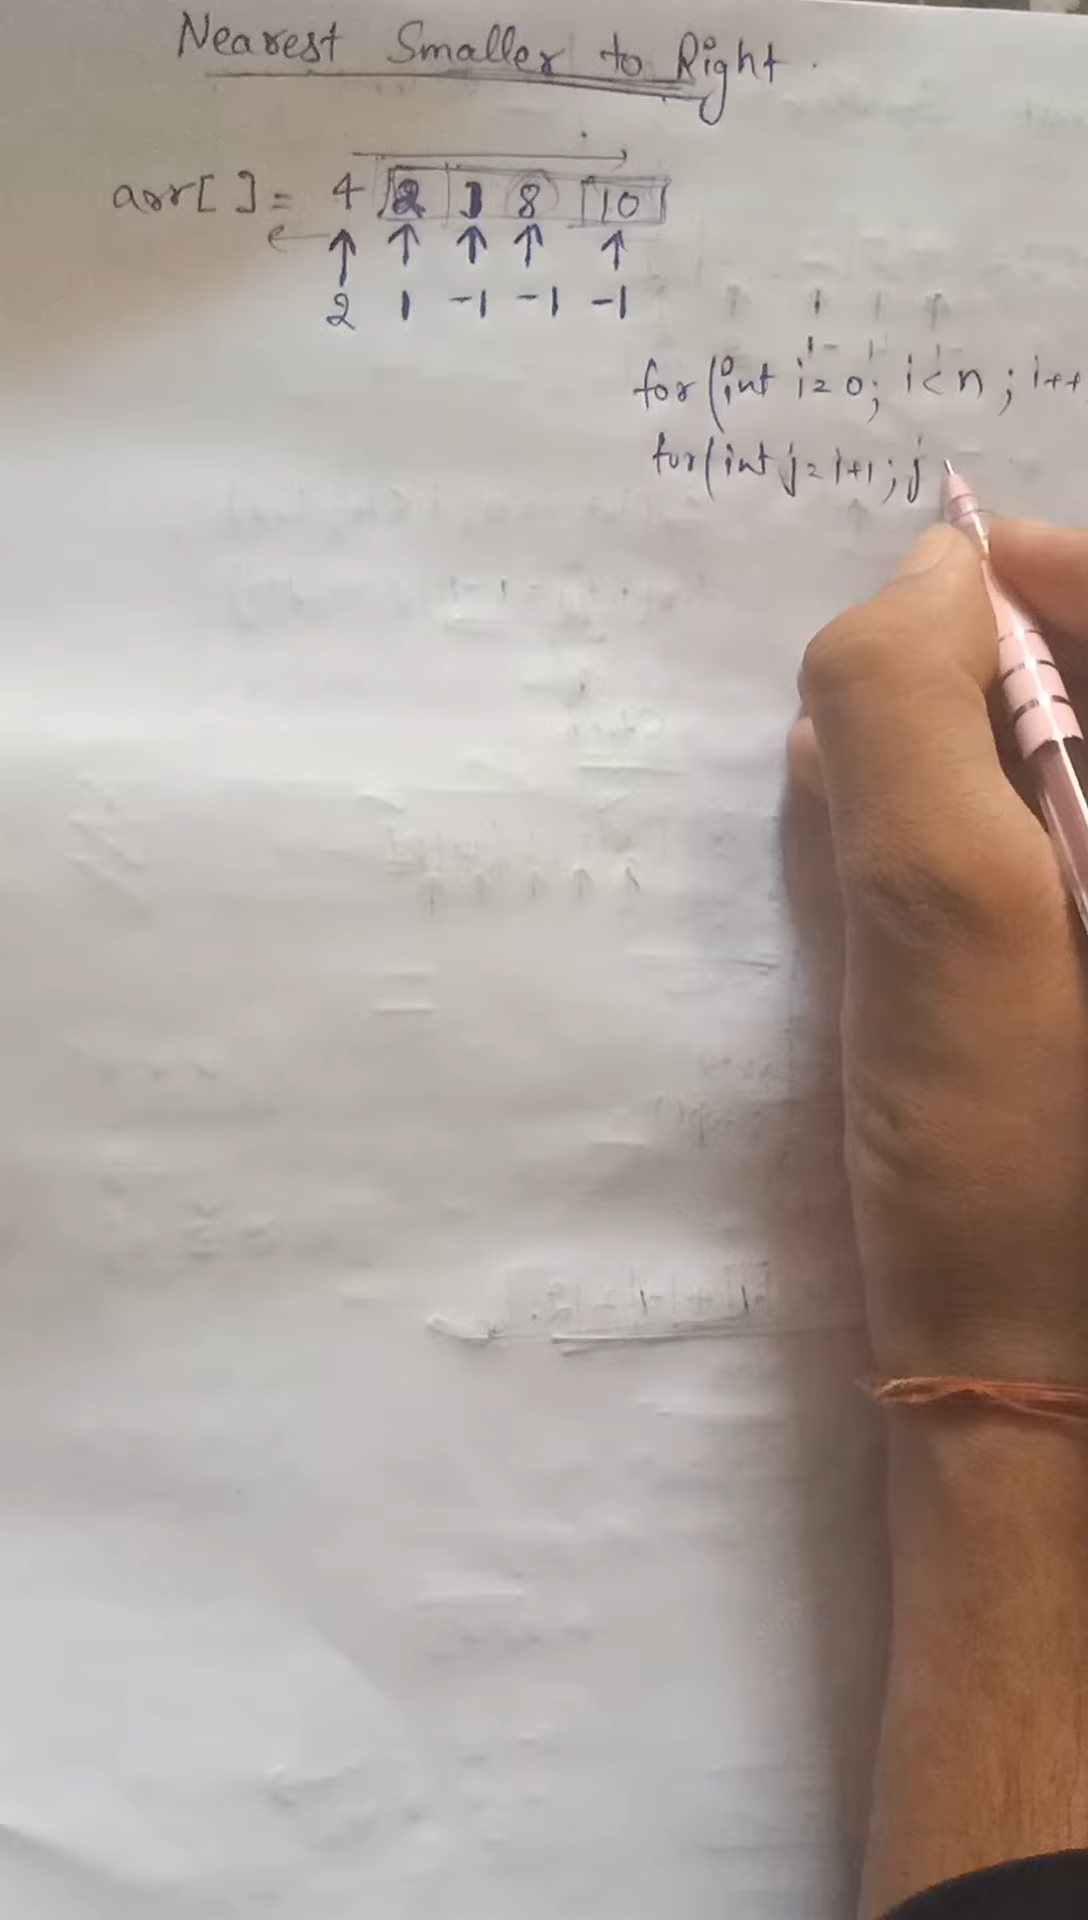 Nearest Smaller to Right.
arr[ ] = 4 2 1 8 10
2 1 -1 -1 -1
for(int i=0; i<n; i++
for(int j=i+1; j